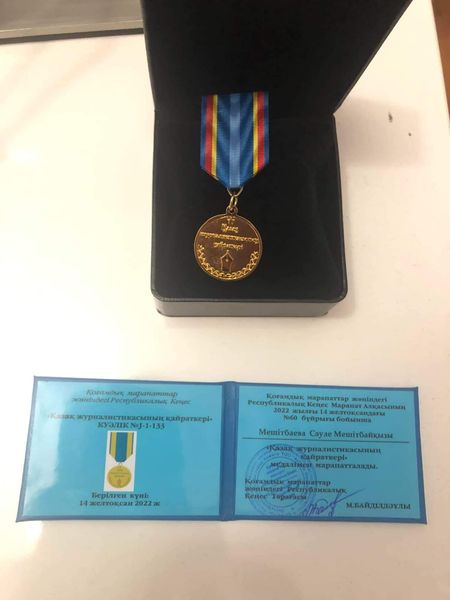 Қазақ
журналистикасының
қайраткері
Қоғамдық марапаттар
жөніндегі Республикалық Кеңес
«Қазақ журналистикасының қайраткері»
КУӘЛІК №J-1-133
Берілген күні:
14 желтоқсан 2022 ж
Қоғамдық марапаттар жөніндегі
Республикалық Кеңес Марапат Алқасының
2022 жылғы 14 желтоқсандағы
№60 бұйрығы бойынша
Мешітбаева Сәуле Мешітбайқызы
«Қазақ журналистикасының
қайраткері»
медалімен марапатталады.
Қоғамдық марапаттар
жөніндегі Республикалық
Кеңес Төрағасы
М.БАЙДІЛДӘҰЛЫ